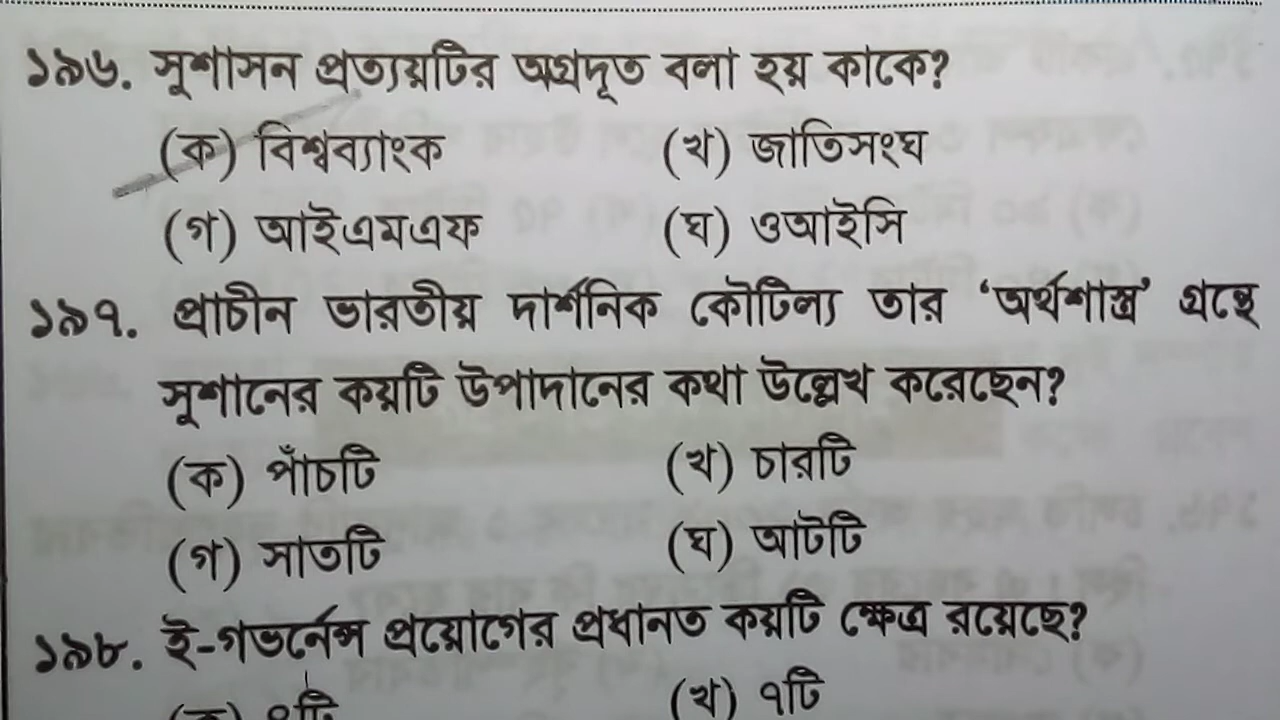 ১৯৬. সুশাসন প্রত্যয়টির অগ্রদূত বলা হয় কাকে?
(ক) বিশ্বব্যাংক (খ) জাতিসংঘ
(গ) আইএমএফ (ঘ) ওআইসি
১৯৭. প্রাচীন ভারতীয় দার্শনিক কৌটিল্য তার ‘অর্থশাস্ত্র’ গ্রন্থে
সুশানের কয়টি উপাদানের কথা উল্লেখ করেছেন?
(ক) পাঁচটি (খ) চারটি
(গ) সাতটি (ঘ) আটটি
১৯৮. ই-গভর্নেন্স প্রয়োগের প্রধানত কয়টি ক্ষেত্র রয়েছে?
(ক) ৪টি (খ) ৭টি